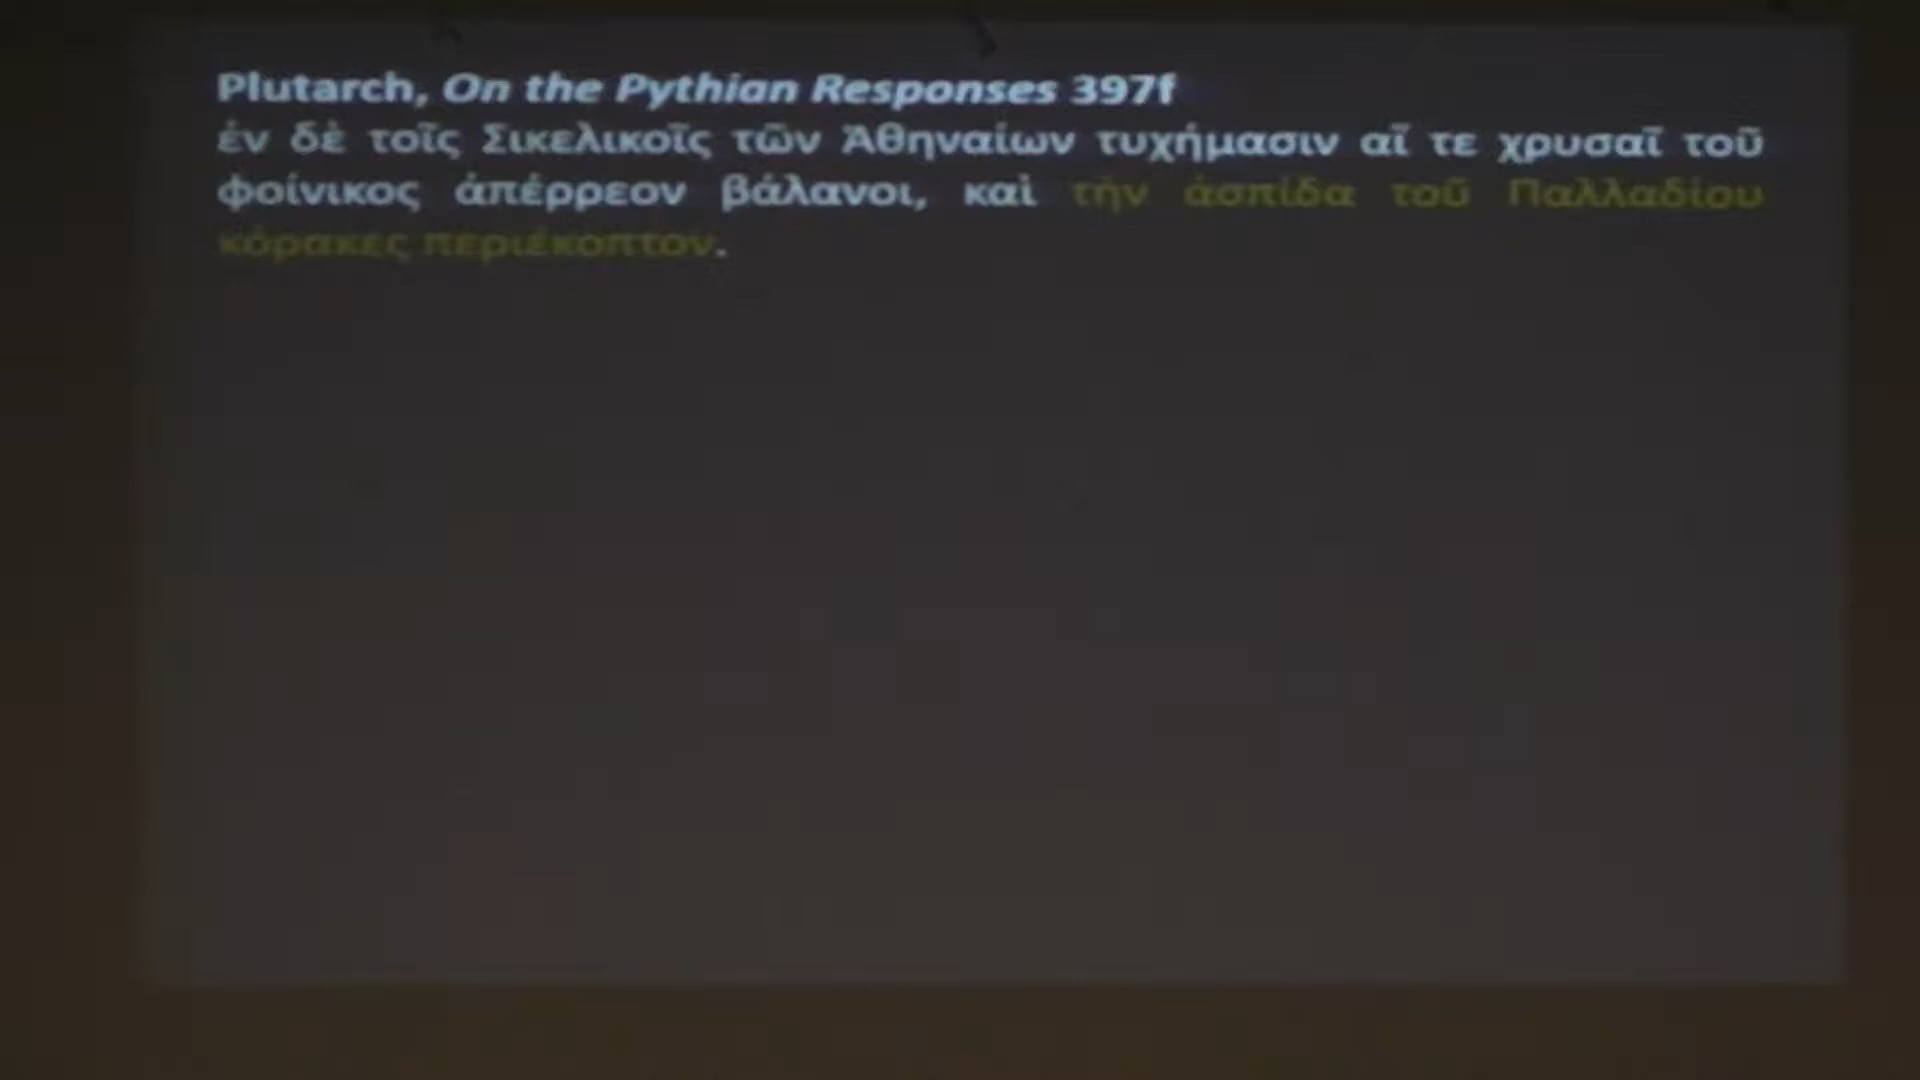 Plutarch, On the Pythian Responses 397f
ἐν δὲ τοῖς Σικελικοῖς τῶν Ἀθηναίων τυχήμασιν αἵ τε χρυσαῖ τοῦ
φοίνικος ἀπέρρεον βάλανοι, καὶ τὴν ἀσπίδα τοῦ Παλλαδίου
κόρακες περιέκοπτον.